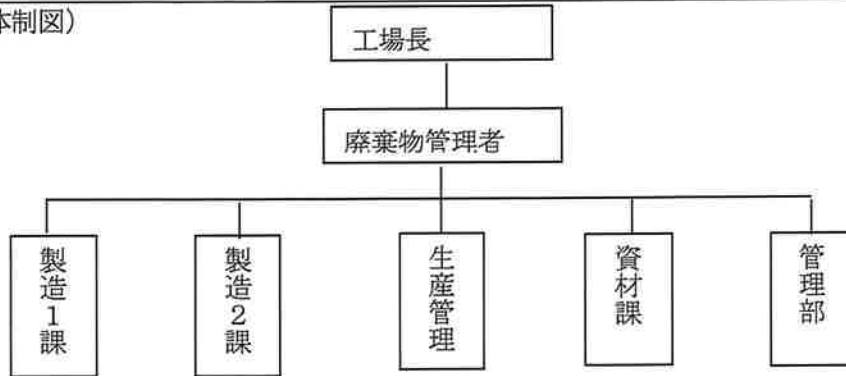 体制図)
工場長
廃棄物管理者
製造1課
製造2課
生産管理
資材課
管理部